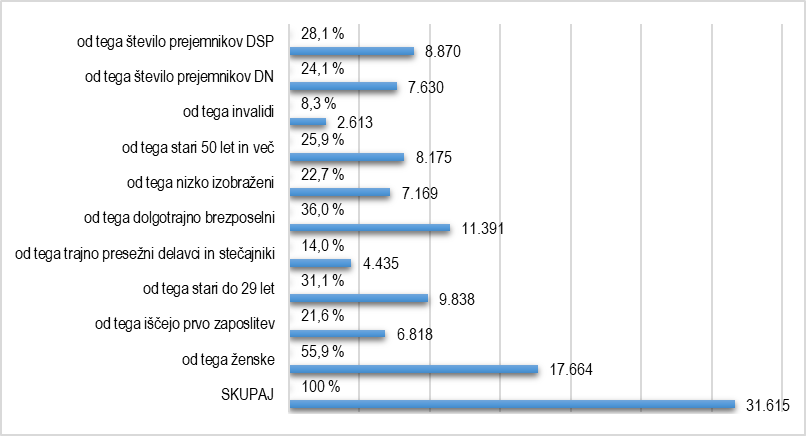 28,1 %
od tega število prejemnikov DSP
8.870
24,1 %
od tega število prejemnikov DN
7.630
8,3 %
od tega invalidi
2.613
25,9 %
od tega stari 50 let in več
8.175
22,7 %
od tega nizko izobraženi
7.169
36,0 %
od tega dolgotrajno brezposelni
11.391
14,0 %
od tega trajno presežni delavci in stečajniki
4.435
31,1 %
od tega stari do 29 let
9.838
21,6 %
od tega iščejo prvo zaposlitev
6.818
55,9 %
od tega ženske
17.664
100 %
SKUPAJ
31.615